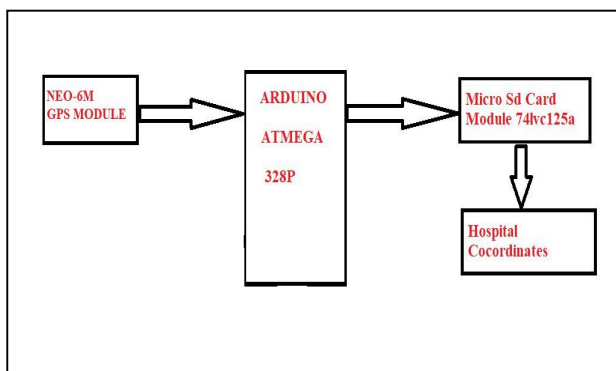 NEO-6M
GPS MODULE
ARDUINO
ATMEGA
328P
Micro Sd Card
Module 74lvc125a
Hospital
Cocordinates